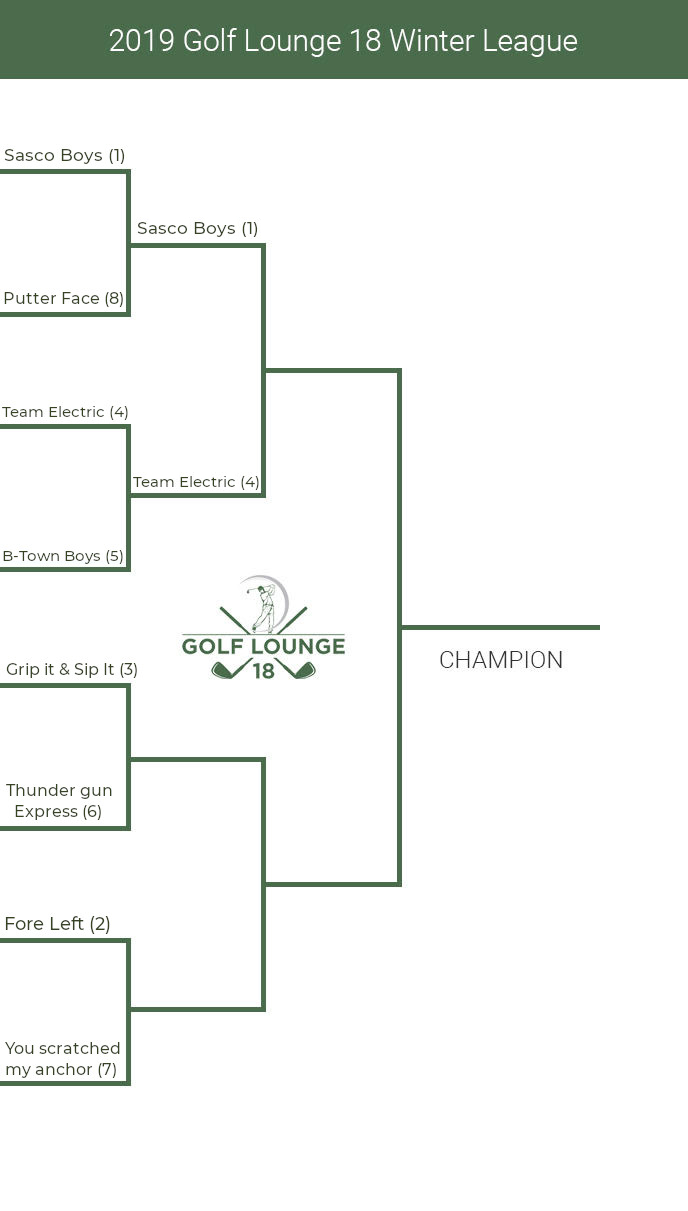 2019 Golf Lounge 18 Winter League
Sasco Boys (1)
Sasco Boys (1)
Putter Face (8)
Team Electric (4)
Team Electric (4)
B-Town Boys (5)
GOLF LOUNGE
18
CHAMPION
Grip it & Sip It (3)
Thunder gun
Express (6)
Fore Left (2)
You scratched
my anchor (7)